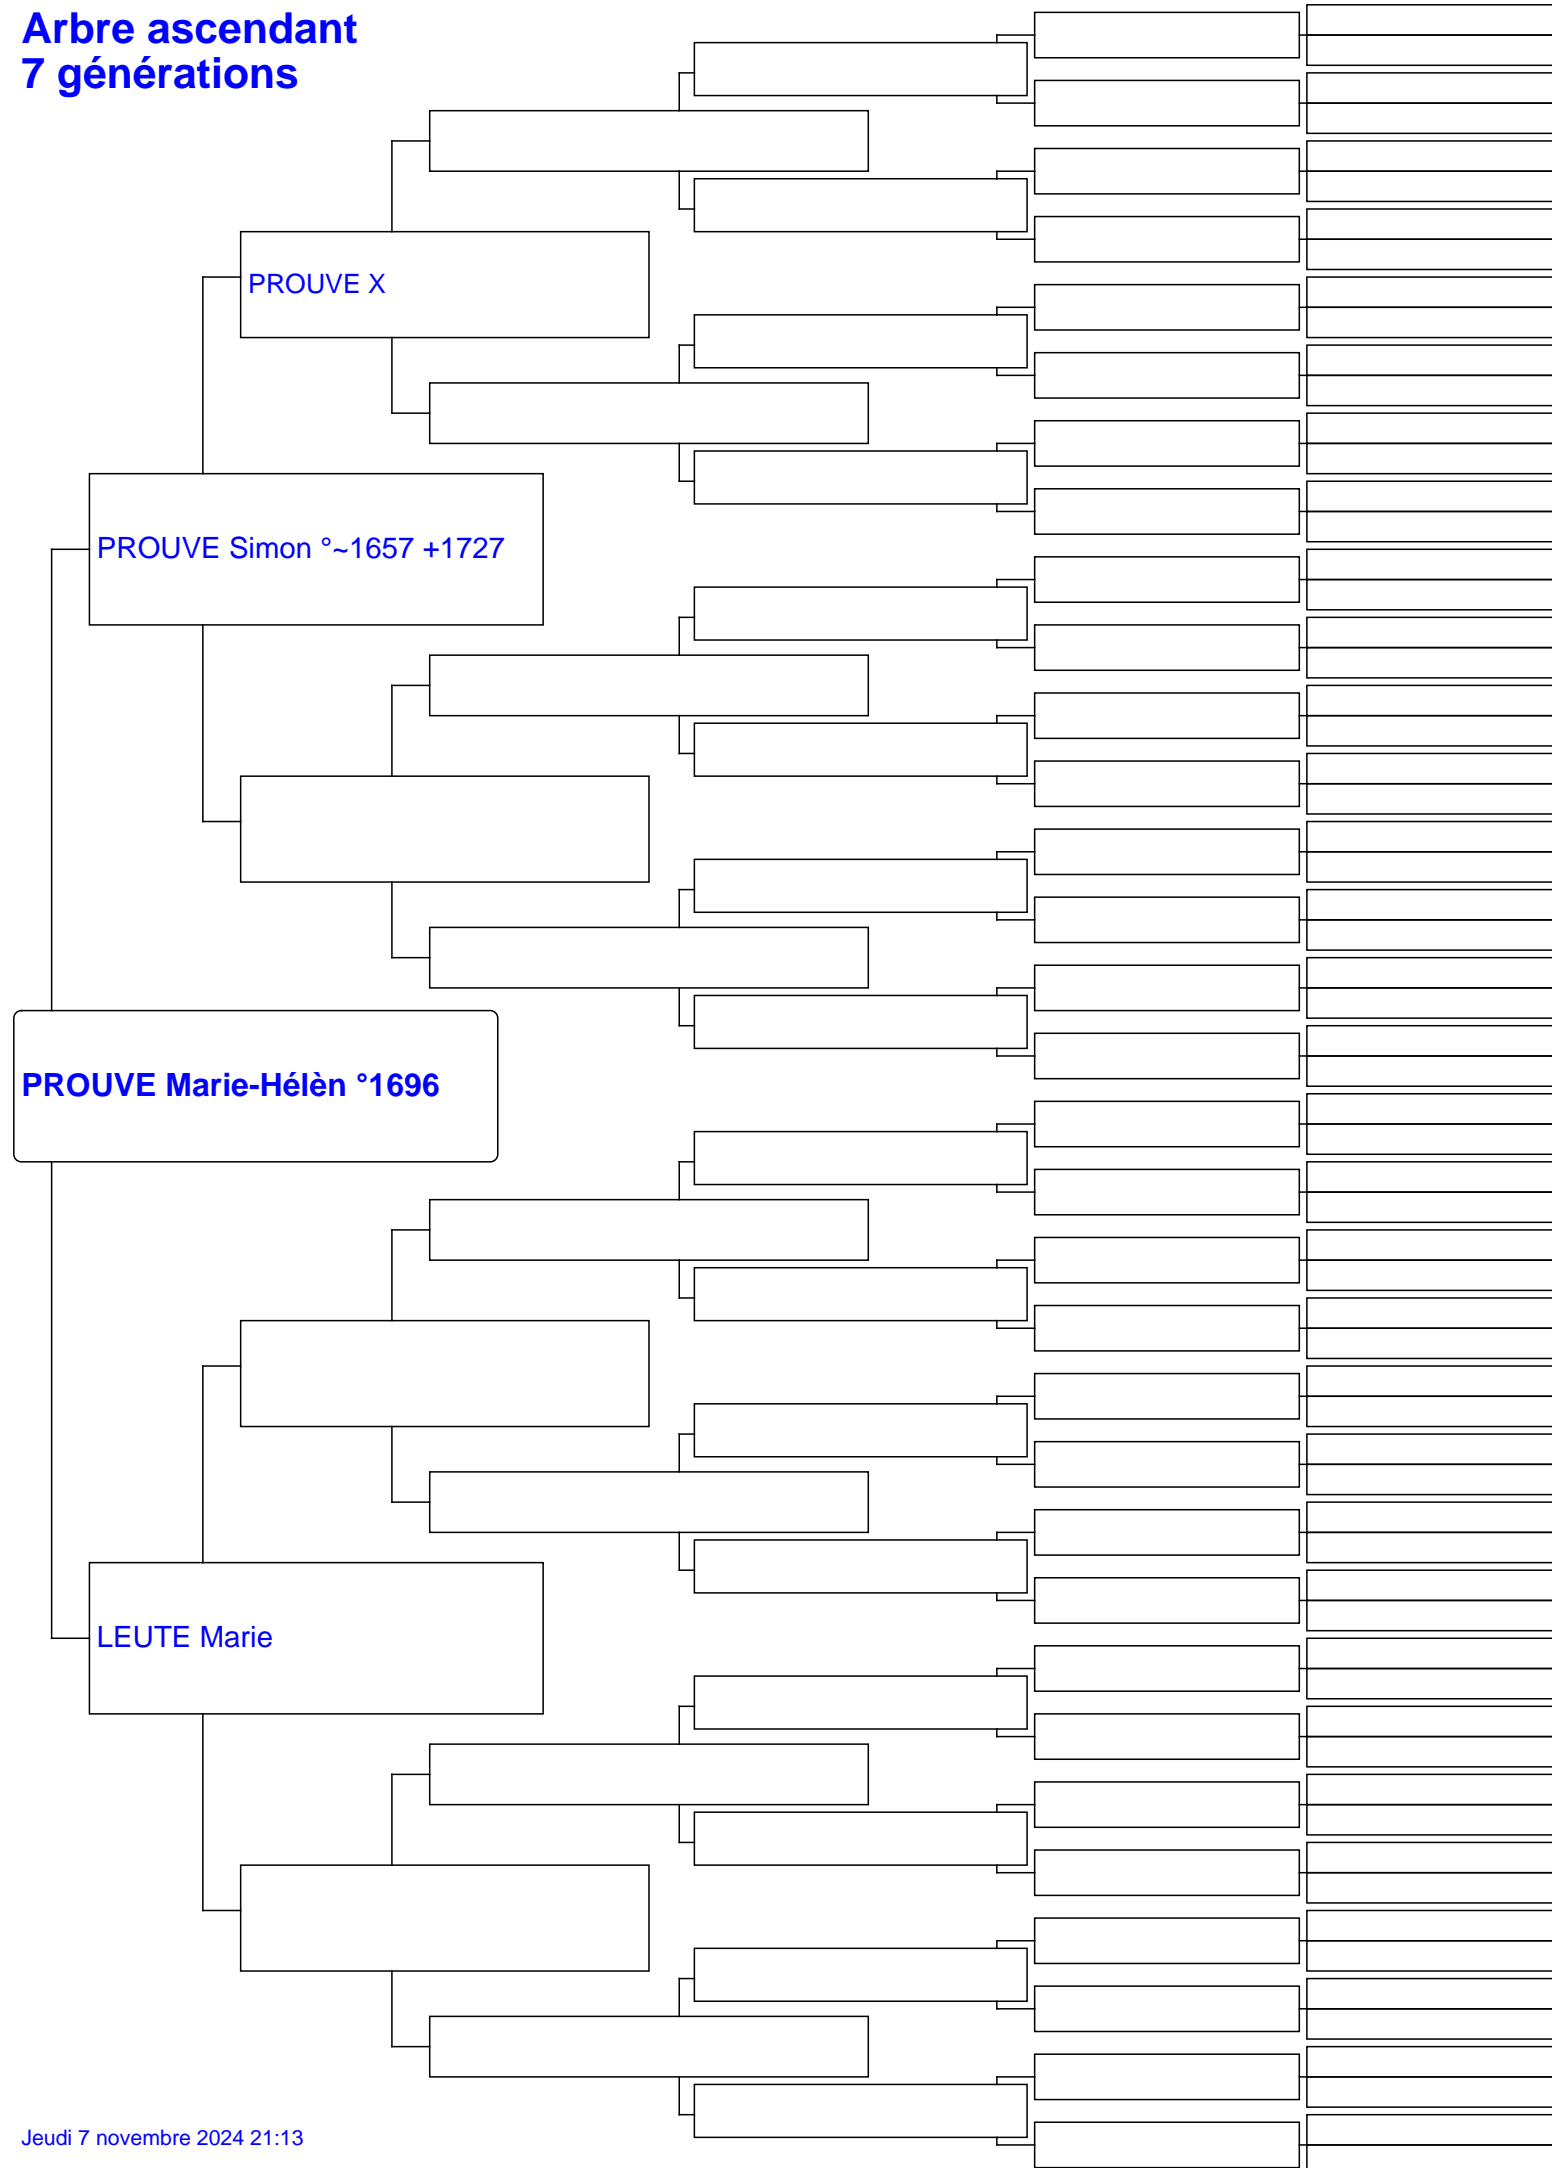 Arbre ascendant
7 générations
PROUVE X
PROUVE Simon °~1657 +1727
PROUVE Marie-Hélèn °1696
LEUTE Marie
Jeudi 7 novembre 2024 21:13